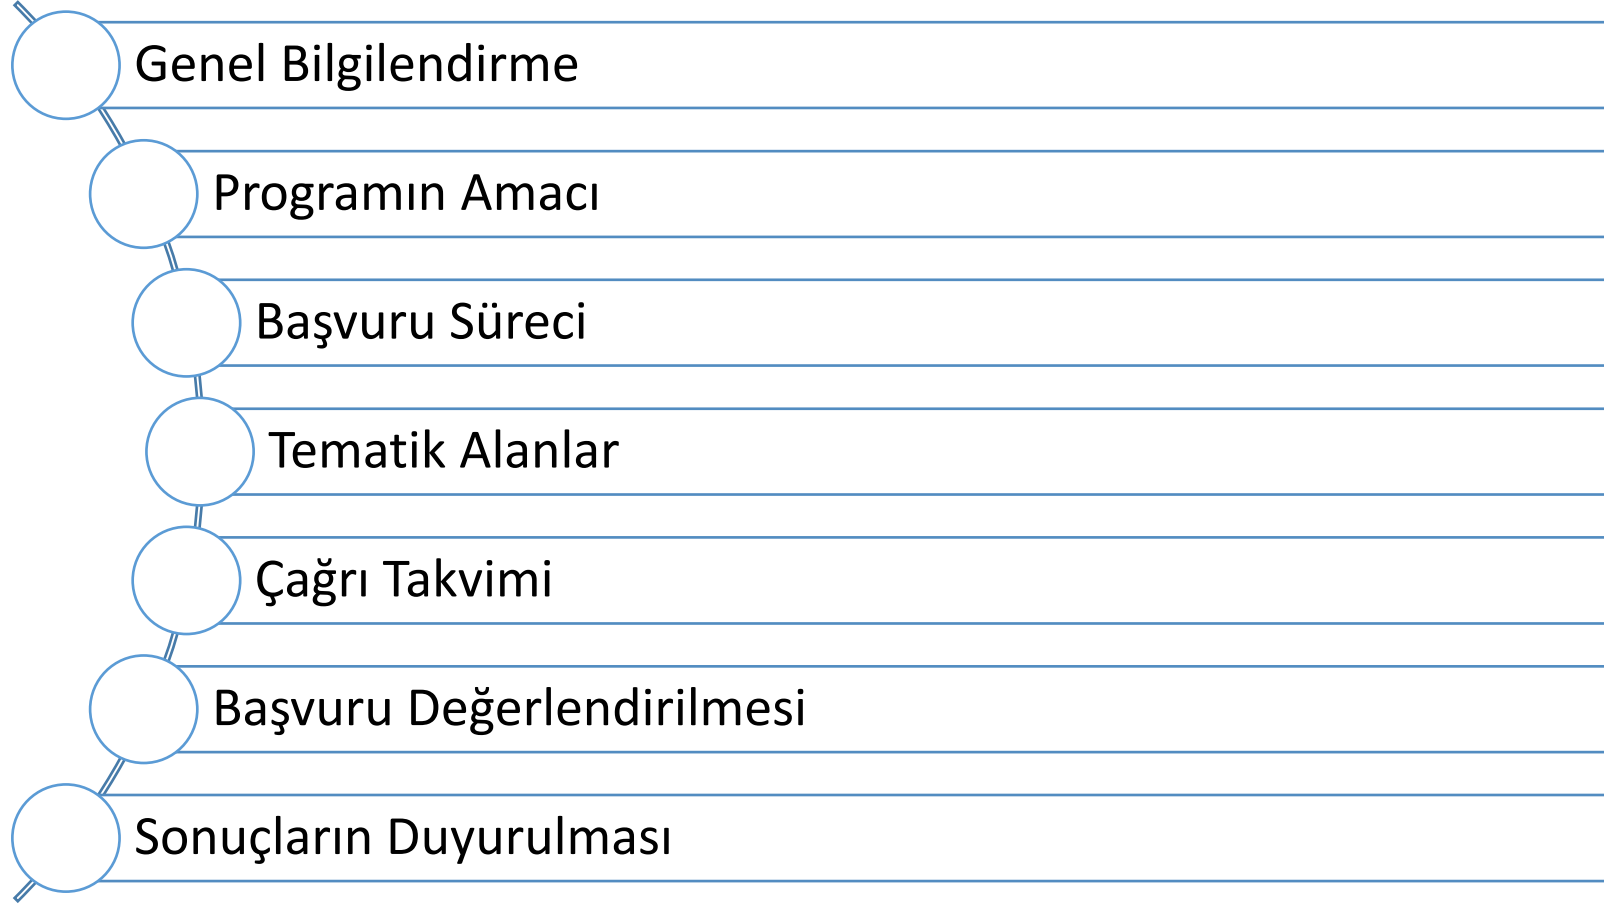 Genel Bilgilendirme
Programın Amacı
Başvuru Süreci
Tematik Alanlar
Çağrı Takvimi
Başvuru Değerlendirilmesi
Sonuçların Duyurulması